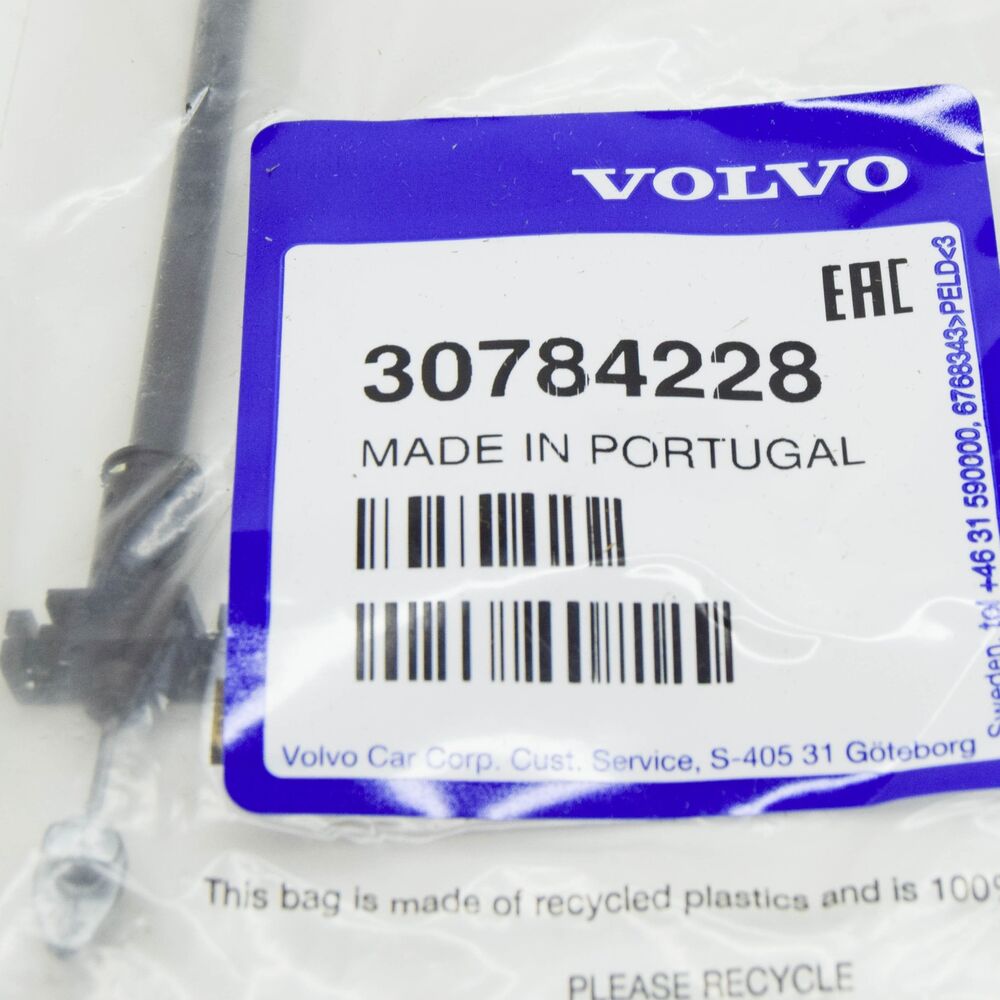 VOLVO
EAC
30784228
MADE IN PORTUGAL
Volvo Car Corp. Cust. Service, S-405 31 Göteborg
Sweden, tel +46 31 590000, 6768343>PELD<3
This bag is made of recycled plastics and is 100%
PLEASE RECYCLE